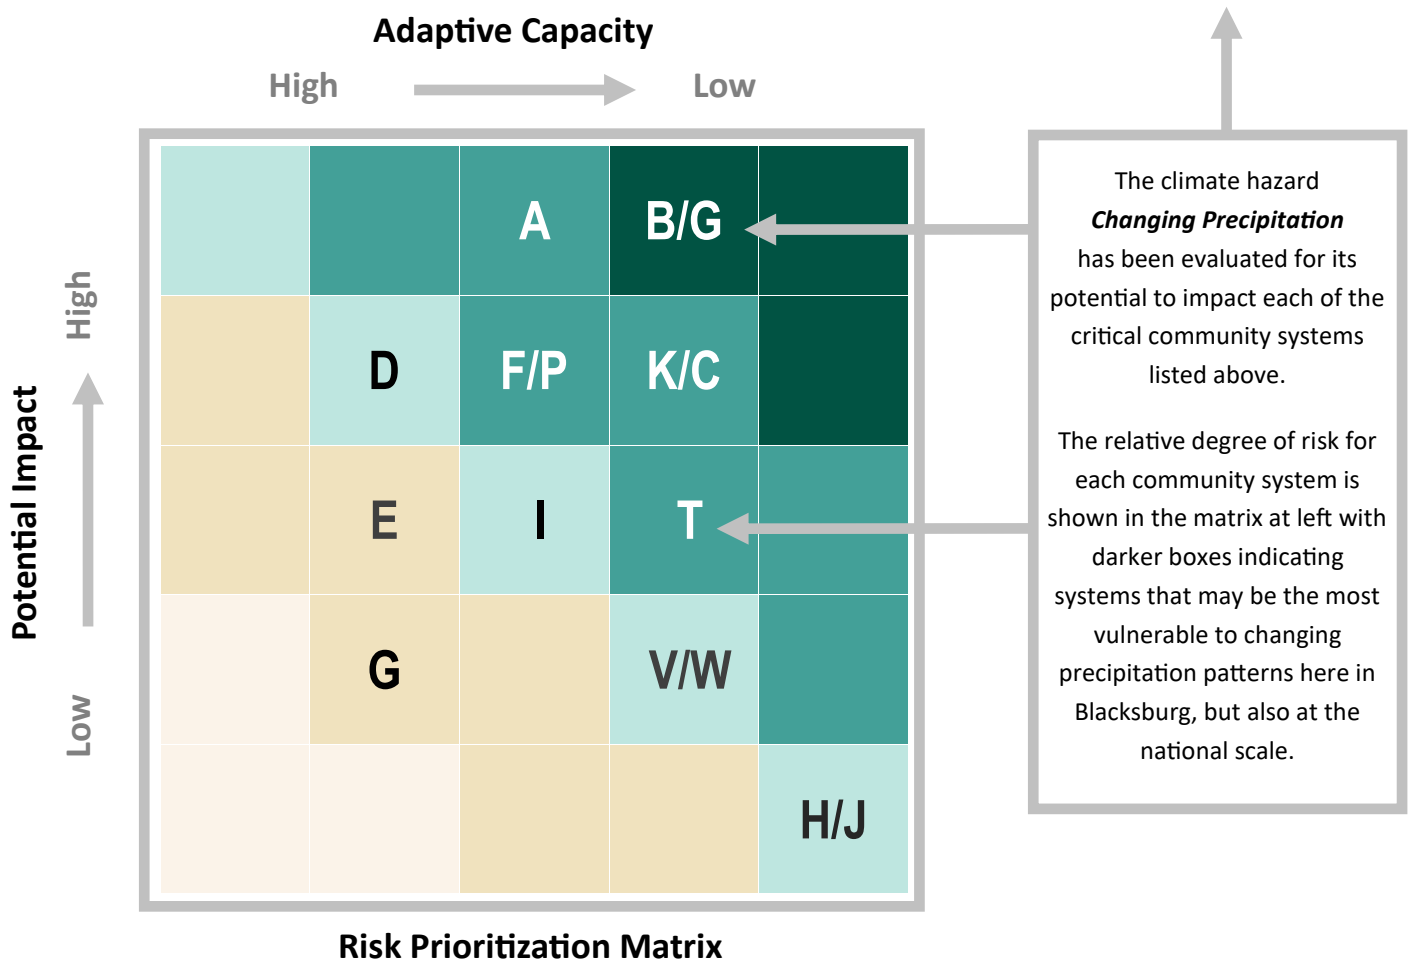 Adaptive Capacity
High
Low
Potential Impact
High
Low
A
B/G
D
F/P
K/C
E
I
T
G
V/W
H/J
Risk Prioritization Matrix
The climate hazard
Changing Precipitation
has been evaluated for its
potential to impact each of the
critical community systems
listed above.
The relative degree of risk for
each community system is
shown in the matrix at left with
darker boxes indicating
systems that may be the most
vulnerable to changing
precipitation patterns here in
Blacksburg, but also at the
national scale.